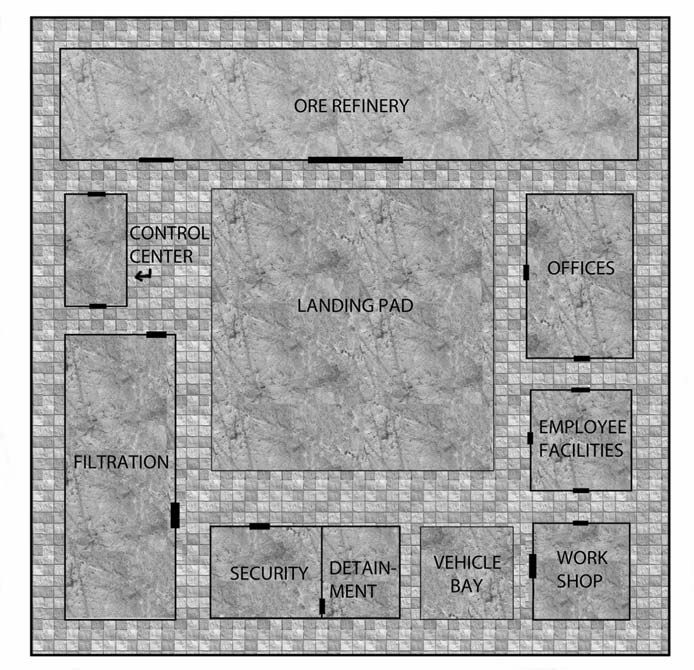 ORE REFINERY
CONTROL
CENTER
OFFICES
LANDING PAD
EMPLOYEE
FACILITIES
FILTRATION
SECURITY
DETAIN-
MENT
VEHICLE
BAY
WORK
SHOP